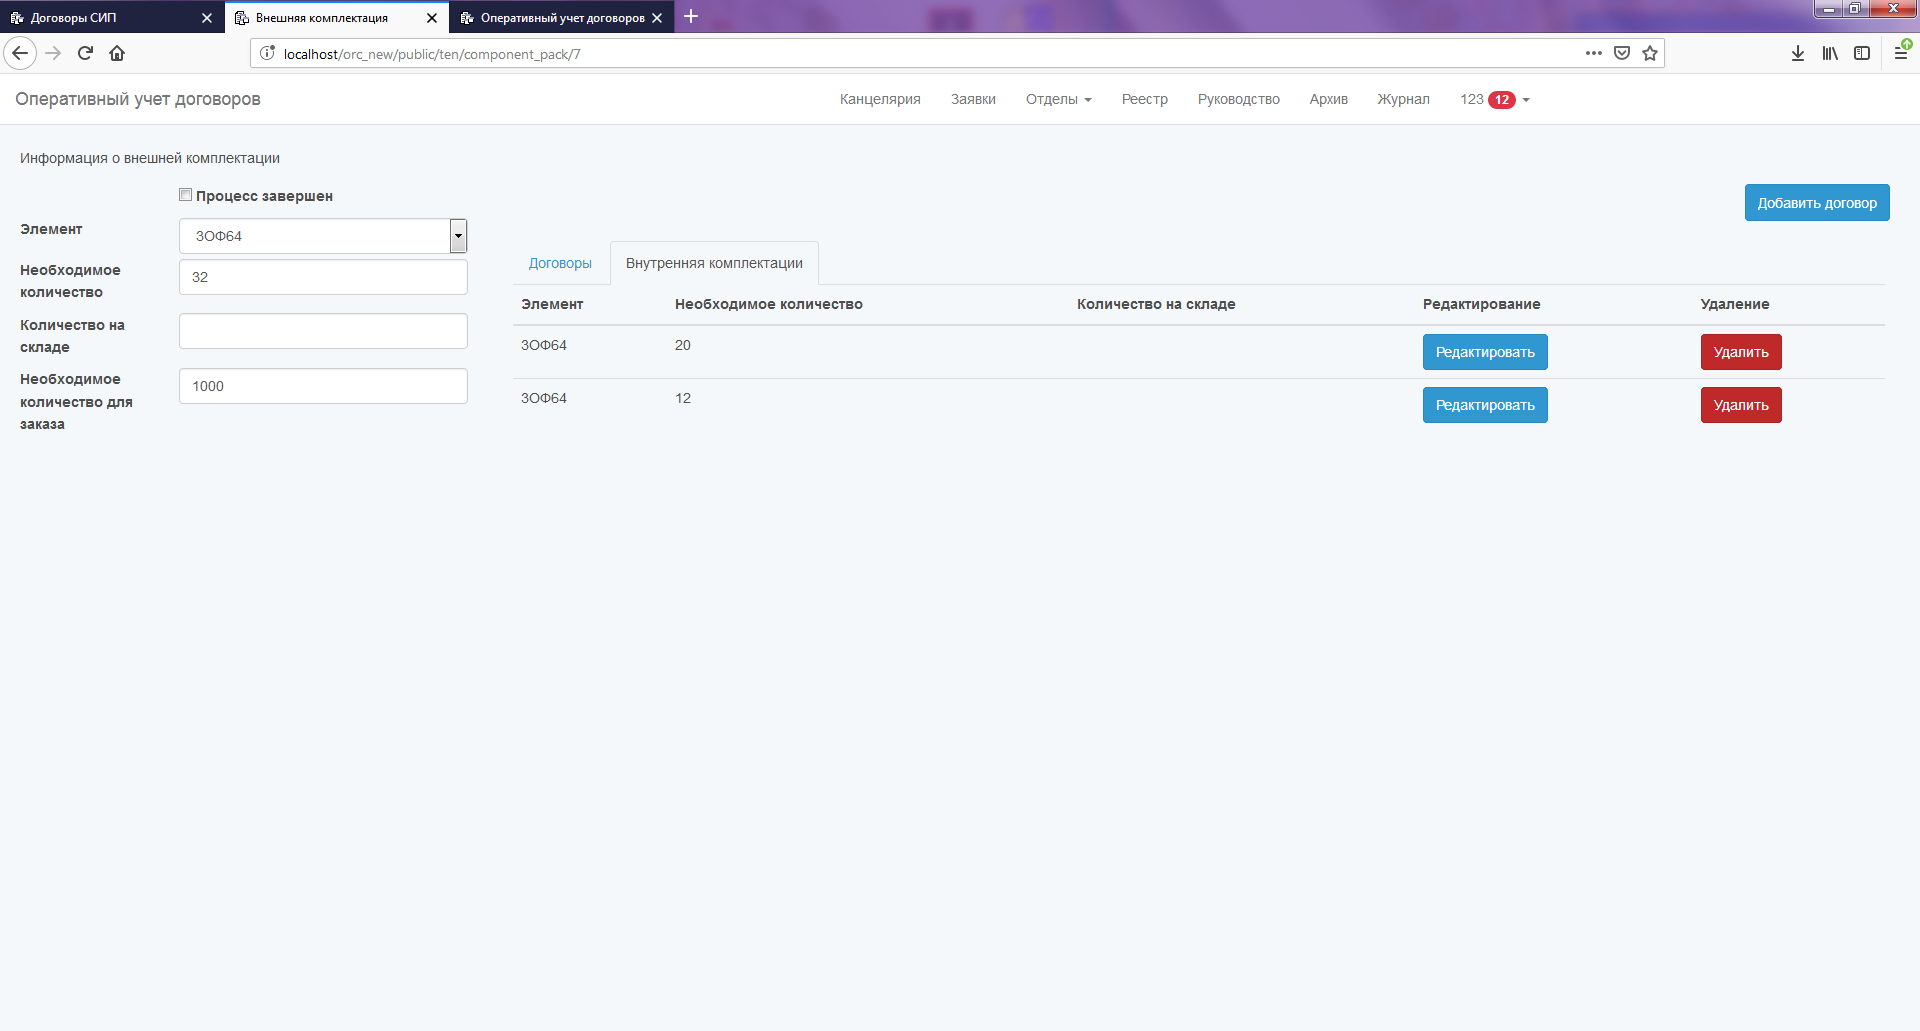 Договоры СИП
Внешняя комплектация
Оперативный учет договоров
localhost/orc_new/public/ten/component_pack/7
Оперативный учет договоров
Канцелярия Заявки Отделы Реестр Руководство Архив Журнал 123 12
Информация о внешней комплектации
Процесс завершен
Добавить договор
Элемент
ЗОФ64
Необходимое
количество
32
Количество на
складе
Необходимое
количество для
заказа
1000
Договоры Внутренняя комплектации
Элемент Необходимое количество Количество на складе Редактирование Удаление
ЗОФ64 20 Редактировать Удалить
ЗОФ64 12 Редактировать Удалить